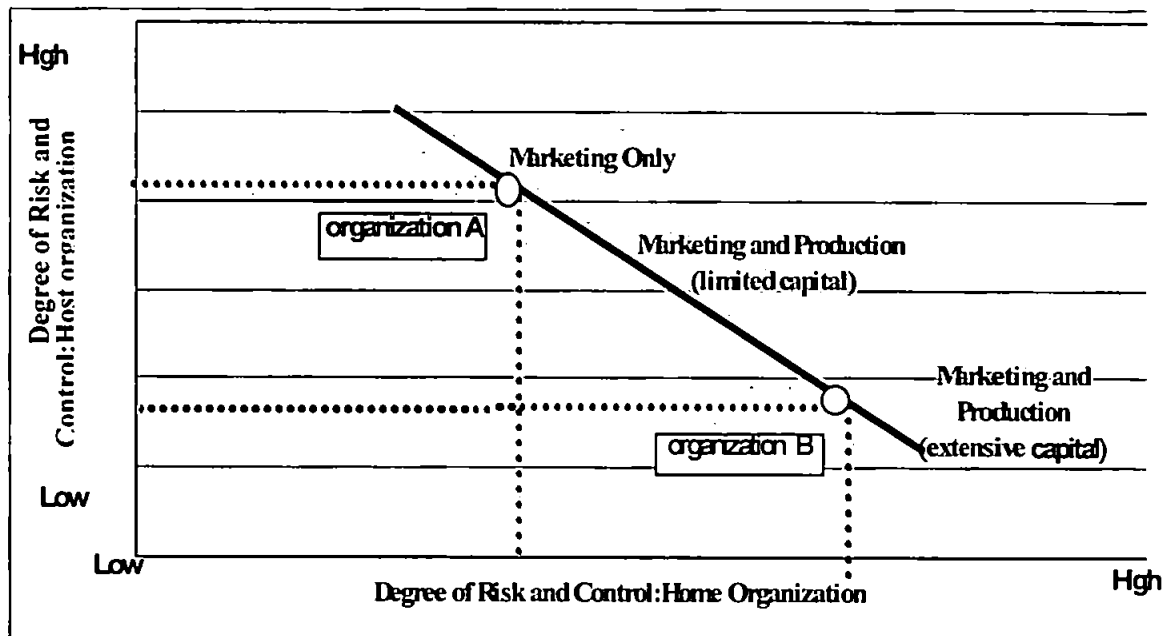 Hgh
Degree of Risk and
Control:Host organization
Marketing Only
organization A
Marketing and Production
(limited capital)
Marketing and
Production
(extensive capital)
organization B
Low
Low
Degree of Risk and Control:Home Organization
Hgh